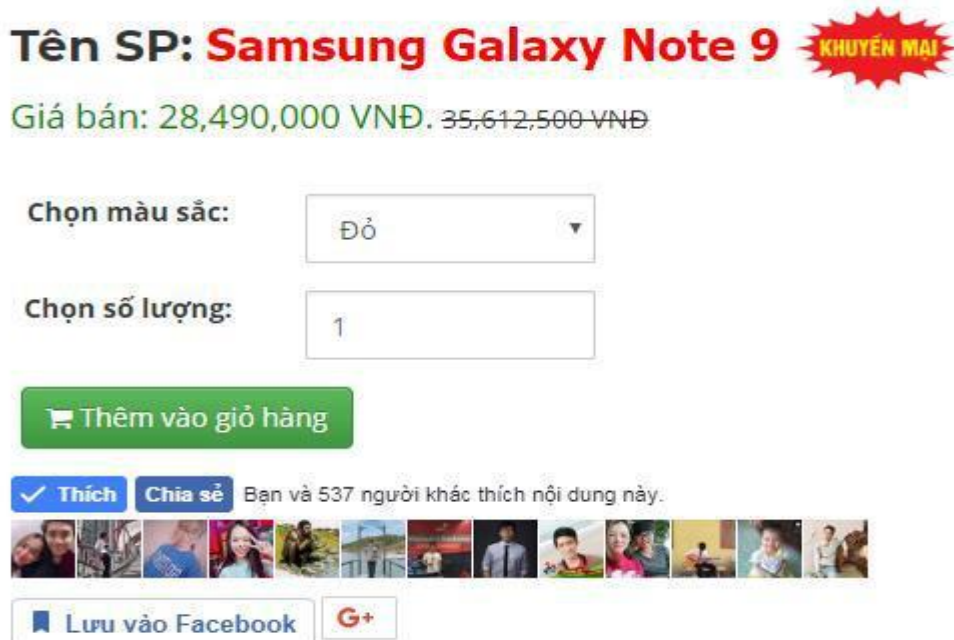 Tên SP: Samsung Galaxy Note 9 KHUYẾN MẠI
Giá bán: 28,490,000 VNĐ. 35,612,500 VNĐ
Chọn màu sắc: Đỏ
Chọn số lượng: 1
Thêm vào giỏ hàng
Thích Chia sẻ Bạn và 537 người khác thích nội dung này.
Lưu vào Facebook G+